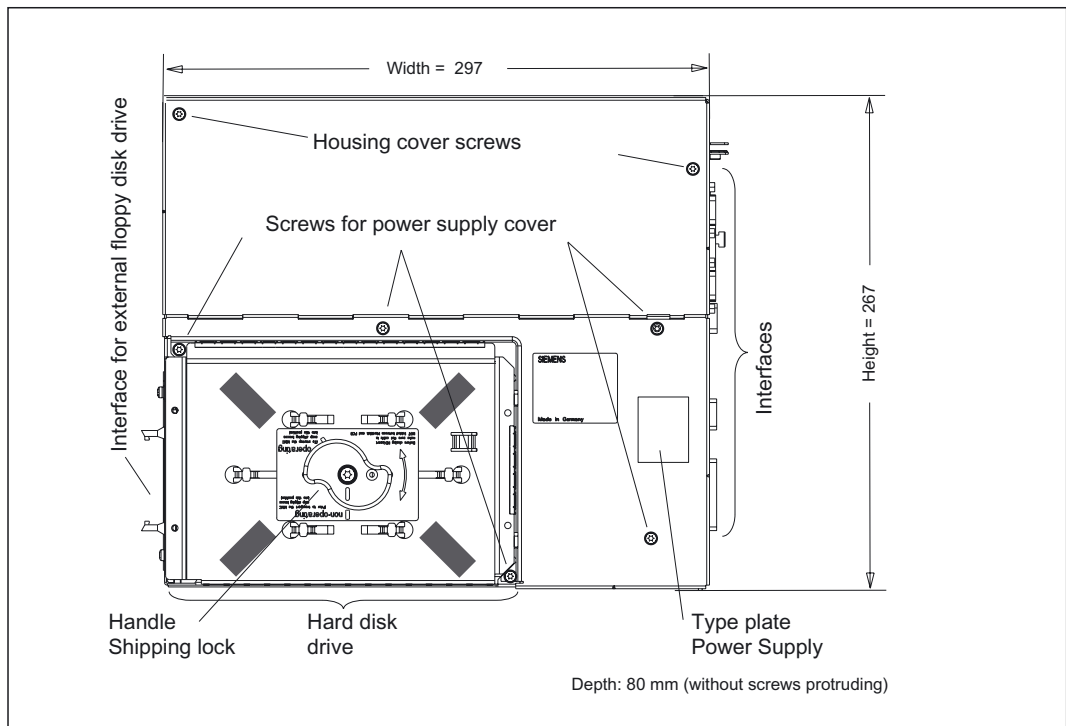 Width = 297
Interface for external floppy disk drive
Housing cover screws
Screws for power supply cover
Height = 267
Interfaces
SIEMENS
Made in Germany
operating
non-operating
Handle
Shipping lock
Hard disk
drive
Type plate
Power Supply
Depth: 80 mm (without screws protruding)